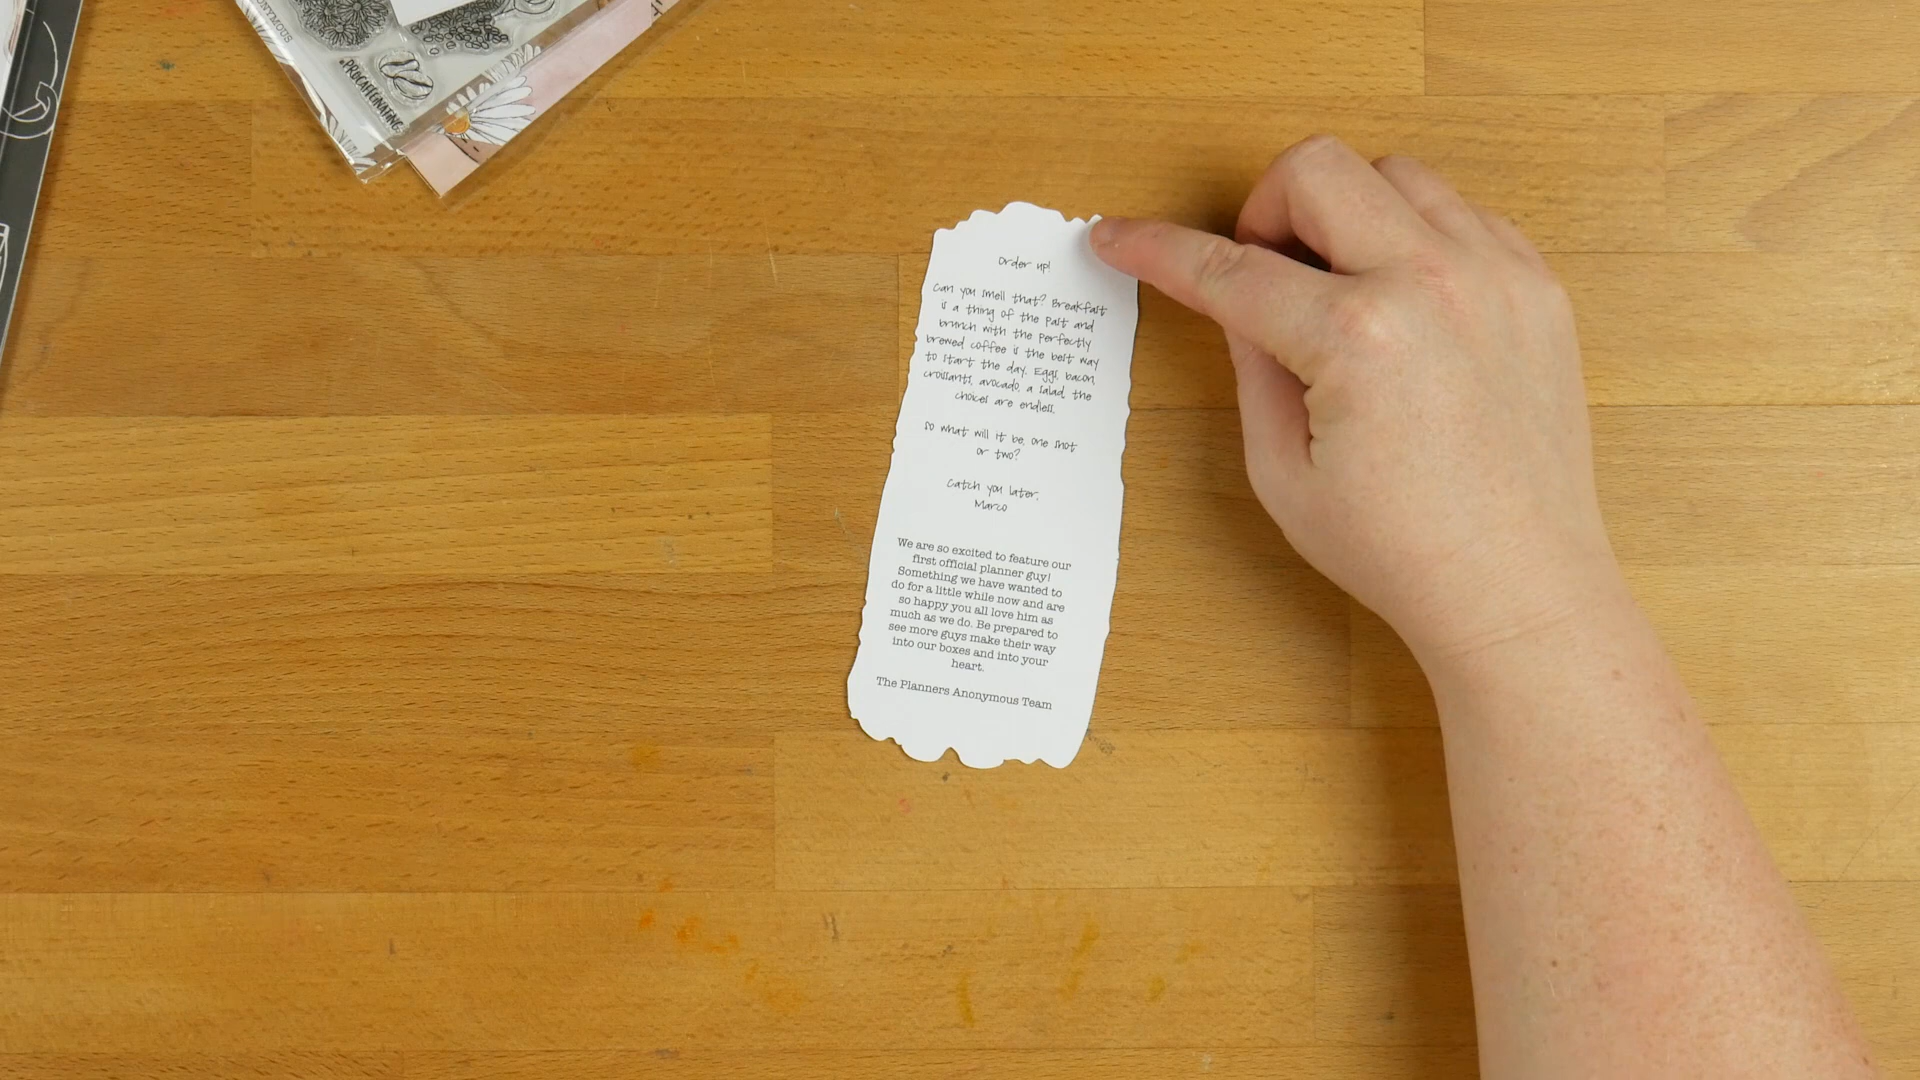 ANONYMOUS
.PROCAFFEINATING.
Order up!
Can you smell that? Breakfast
is a thing of the past and
brunch with the perfectly
brewed coffee is the best way
to start the day. Eggs, bacon,
croissants, avocado, a salad, the
choices are endless.
So what will it be, one shot
or two?
Catch you later,
Marco
We are so excited to feature our
first official planner guy!
Something we have wanted to
do for a little while now and are
so happy you all love him as
much as we do. Be prepared to
see more guys make their way
into our boxes and into your
heart.
The Planners Anonymous Team